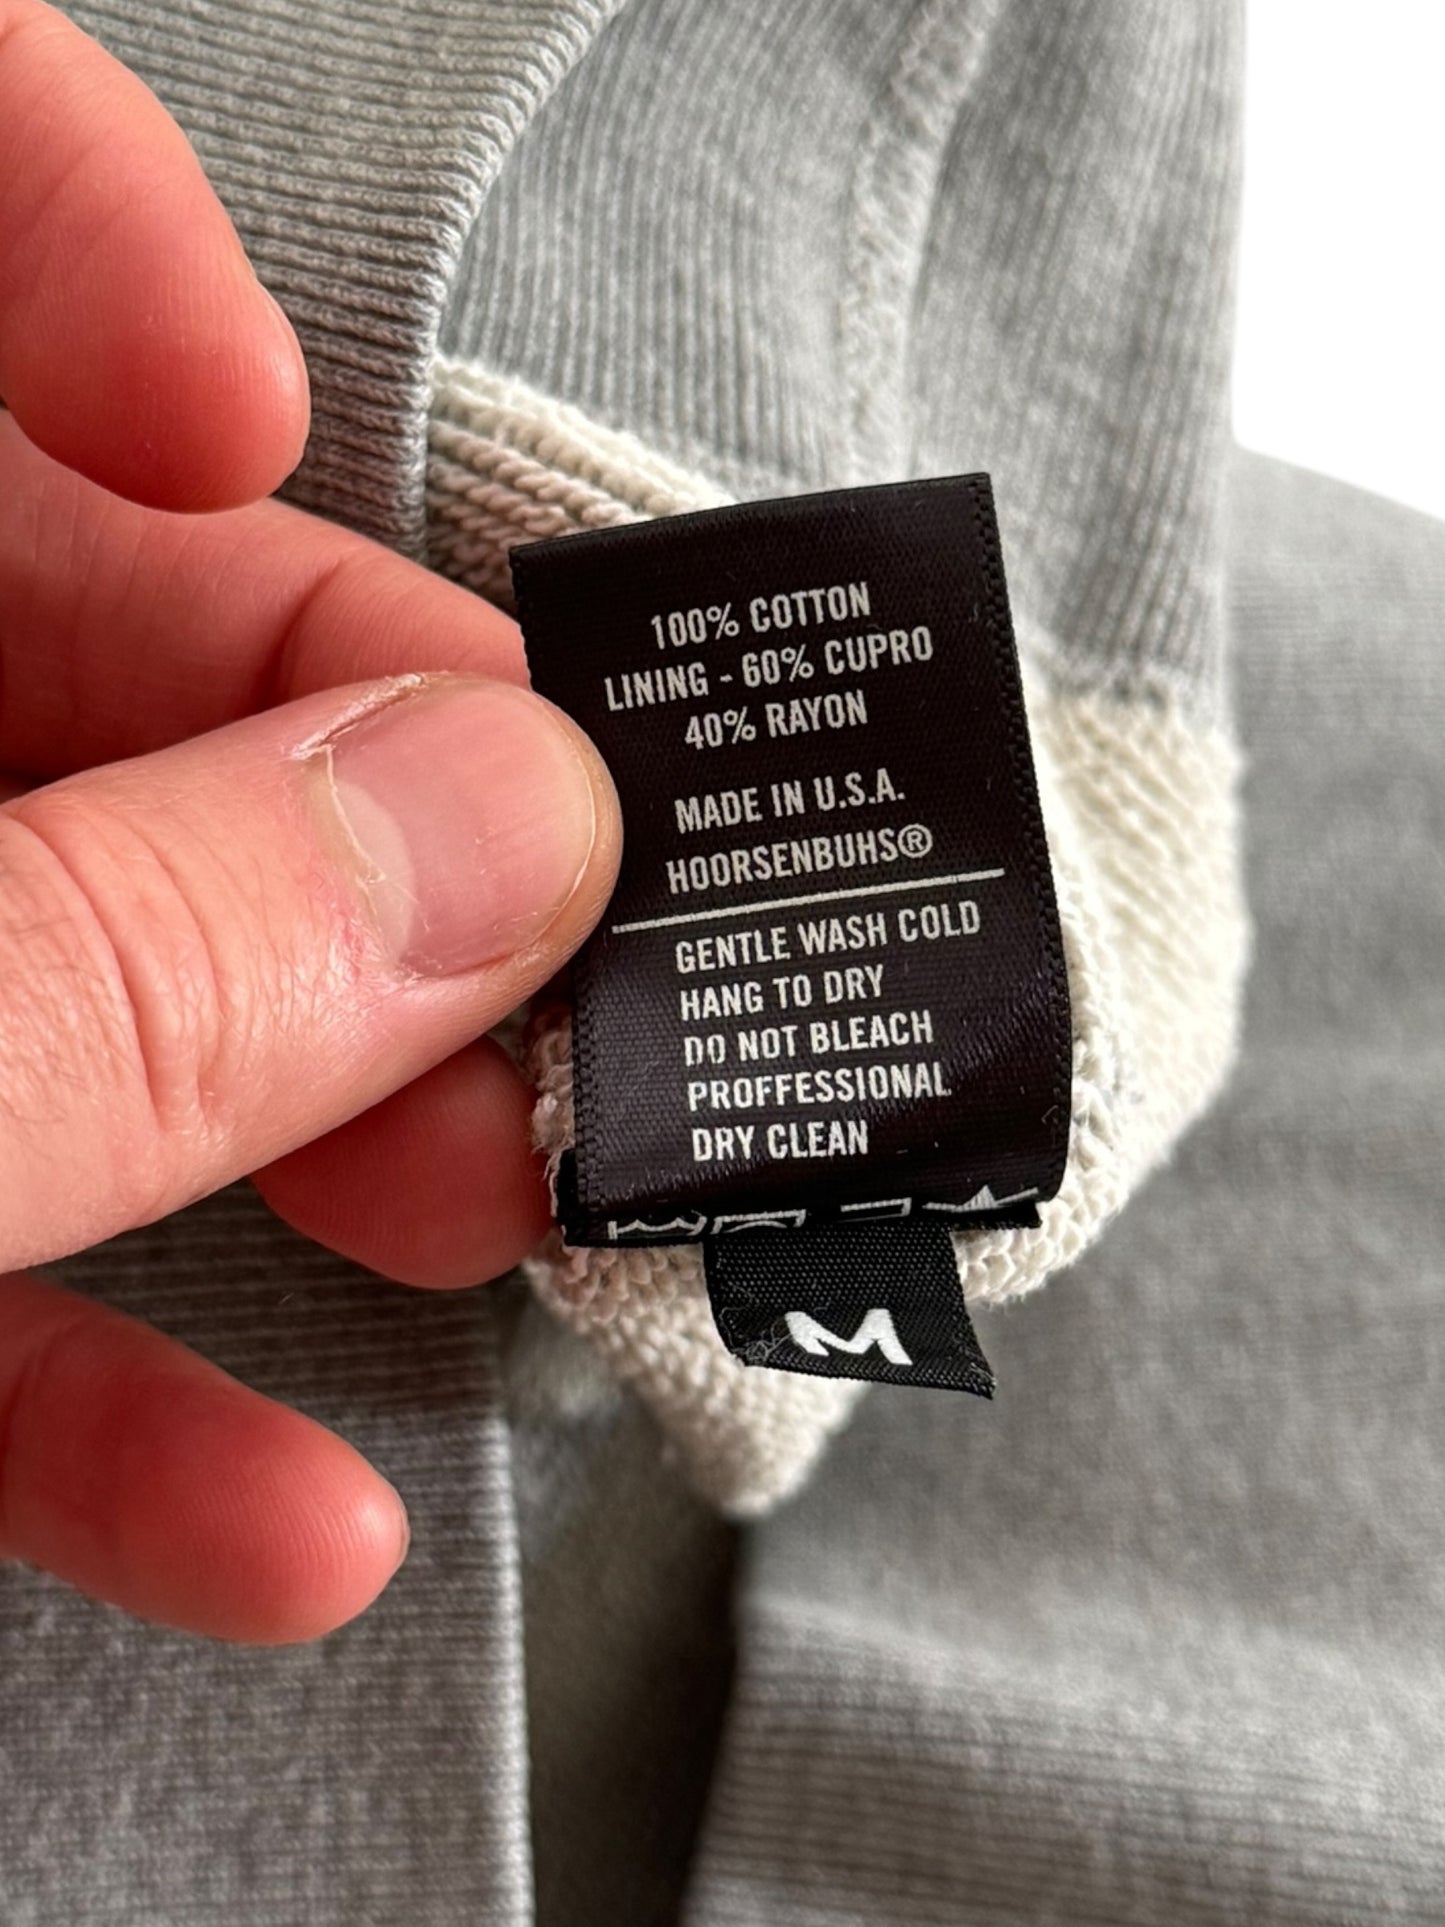 100% COTTON
LINING - 60% CUPRO
40% RAYON
MADE IN U.S.A.
HOORSENBUHS®
GENTLE WASH COLD
HANG TO DRY
DO NOT BLEACH
PROFFESSIONAL
DRY CLEAN
M